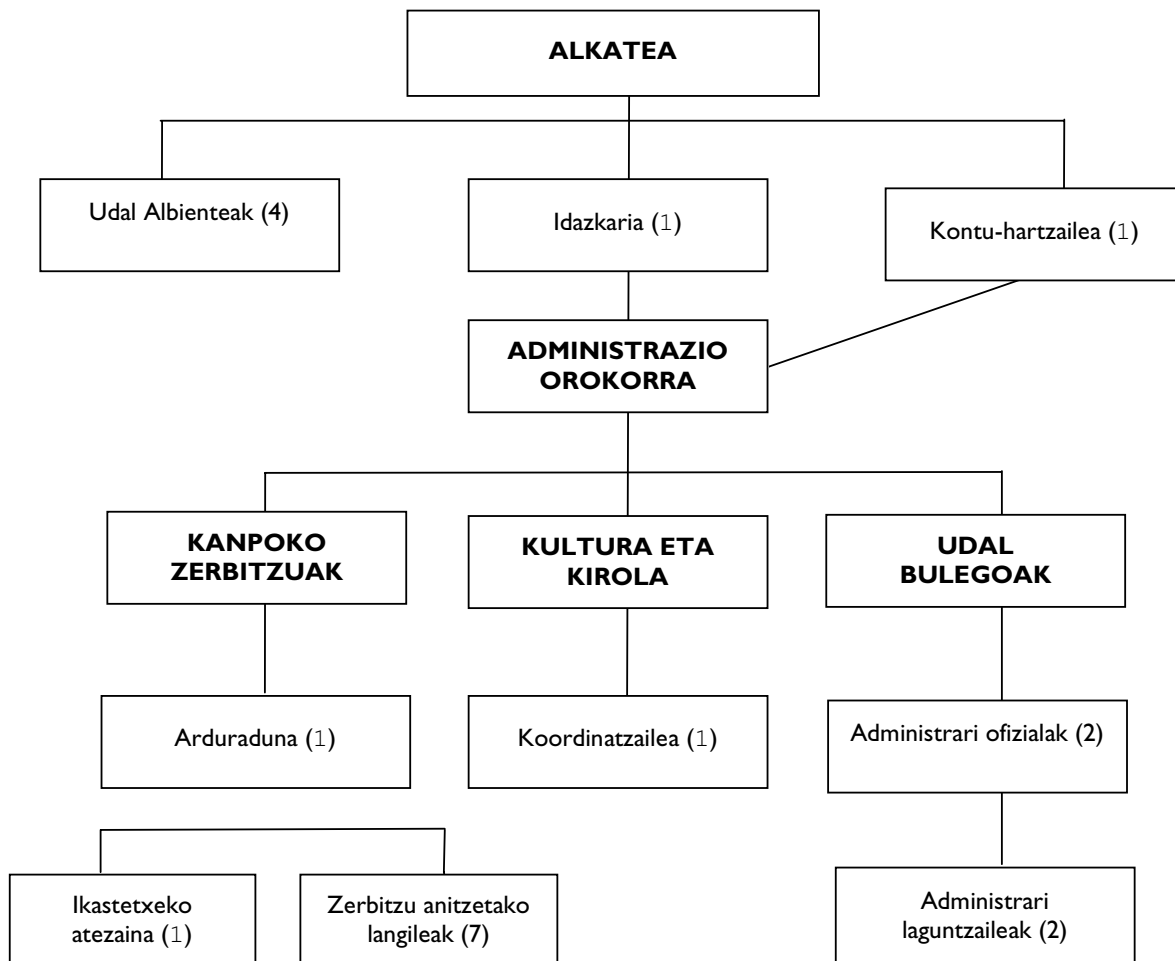 ALKATEA
Udal Albienteak (4)
Idazkaria (1)
Kontu-hartzailea (1)
ADMINISTRAZIO
OROKORRA
KANPOKO
ZERBITZUAK
KULTURA ETA
KIROLA
UDAL
BULEGOAK
Arduraduna (1)
Koordinatzailea (1)
Administrari ofizialak (2)
Ikastetxeko
atezaina (1)
Zerbitzu anitzetako
langileak (7)
Administrari
laguntzaileak (2)